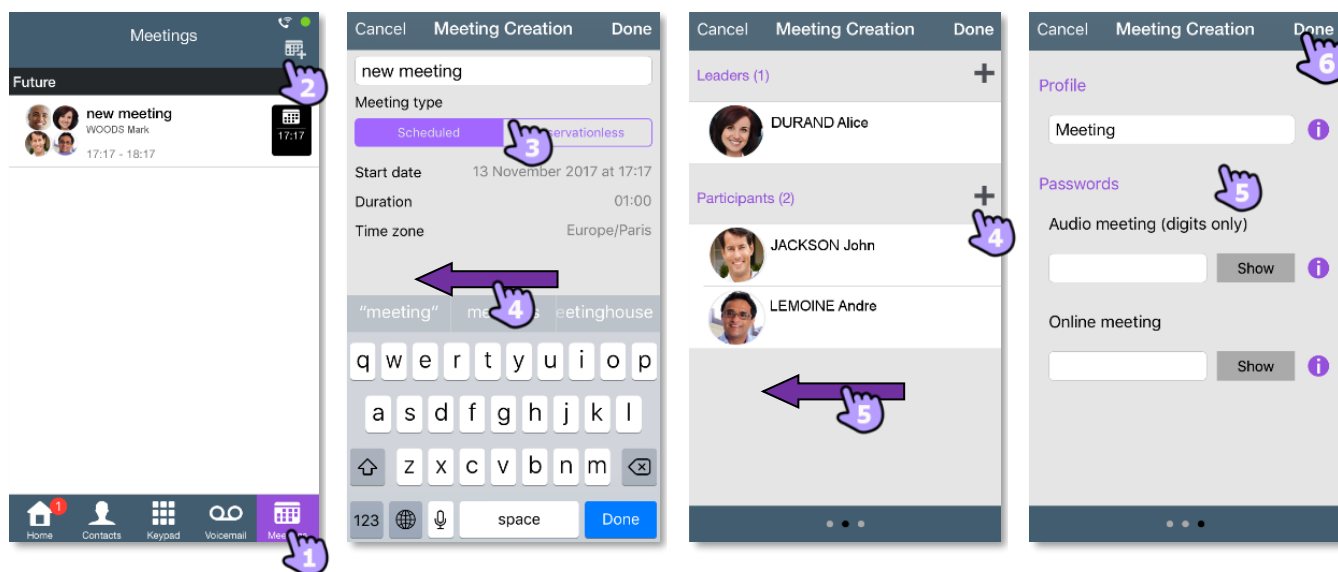 Meetings
2
Future
new meeting
WOODS Mark
17:17 - 18:17
17:17
1
Home
Contacts
Keypad
Voicemail
1
Cancel Meeting Creation Done
new meeting
Meeting type
Scheduled
3
Start date 13 November 2017 at 17:17
Duration 01:00
Time zone Europe/Paris
4
"meeting"
q w e r t y u i o p
a s d f g h j k l
z x c v b n m
123 space Done
Cancel Meeting Creation Done
Leaders (1) +
DURAND Alice
Participants (2) +
4
JACKSON John
LEMOINE Andre
5
Cancel Meeting Creation Done
6
Profile
Meeting i
Passwords
5
Audio meeting (digits only)
Show i
Online meeting
Show i